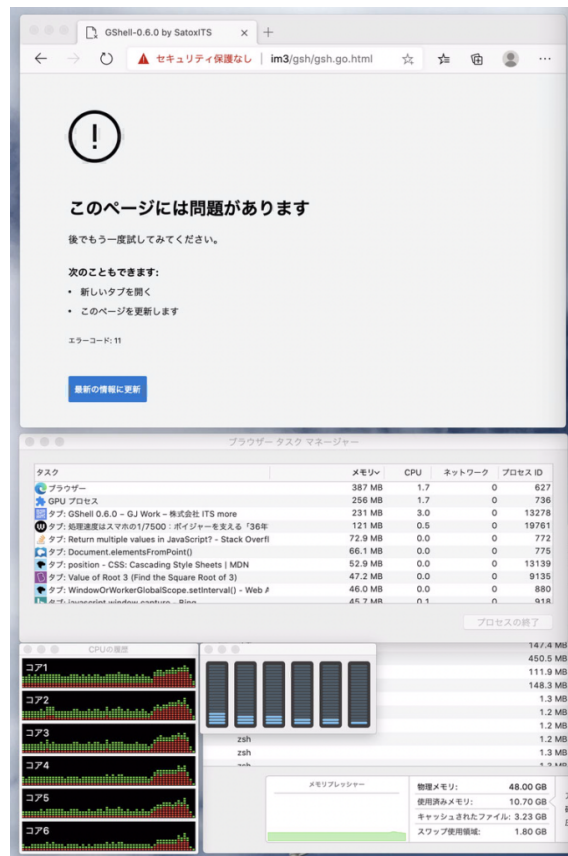 GShell-0.6.0 by SatoxITS
セキュリティ保護なし | im3/gsh/gsh.go.html
このページには問題があります
後でもう一度試してみてください。
次のこともできます:
• 新しいタブを開く
• このページを更新します
エラーコード: 11
最新の情報に更新
ブラウザー タスク マネージャー
タスク メモリ CPU ネットワーク プロセス ID
ブラウザー 387 MB 1.7 0 627
GPU プロセス 256 MB 1.7 0 736
タブ: GShell 0.6.0 – GJ Work – 株式会社 ITS more 231 MB 3.0 0 13278
タブ: 処理速度はスマホの1/7500：ボイジャーを支える「36年 121 MB 0.5 0 19761
タブ: Return multiple values in JavaScript? - Stack Overfl 72.9 MB 0.0 0 772
タブ: Document.elementsFromPoint() 66.1 MB 0.0 0 775
タブ: position - CSS: Cascading Style Sheets | MDN 52.9 MB 0.0 0 13139
タブ: Value of Root 3 (Find the Square Root of 3) 47.2 MB 0.0 0 9135
タブ: WindowOrWorkerGlobalScope.setInterval() - Web A 46.0 MB 0.0 0 880
タブ: javascript window capture - Bing 45.7 MB 0.1 0 918
プロセスの終了
CPUの履歴
コア1
コア2
コア3
コア4
コア5
コア6
147.4 MB
450.5 MB
111.9 MB
148.3 MB
1.3 MB
1.2 MB
1.2 MB
zsh 1.2 MB
zsh 1.3 MB
zsh 1.2 MB
メモリプレッシャー
物理メモリ: 48.00 GB
使用済みメモリ: 10.70 GB
キャッシュされたファイル: 3.23 GB
スワップ使用領域: 1.80 GB